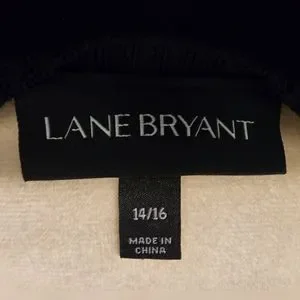 LANE BRYANT
14/16
MADE IN
CHINA